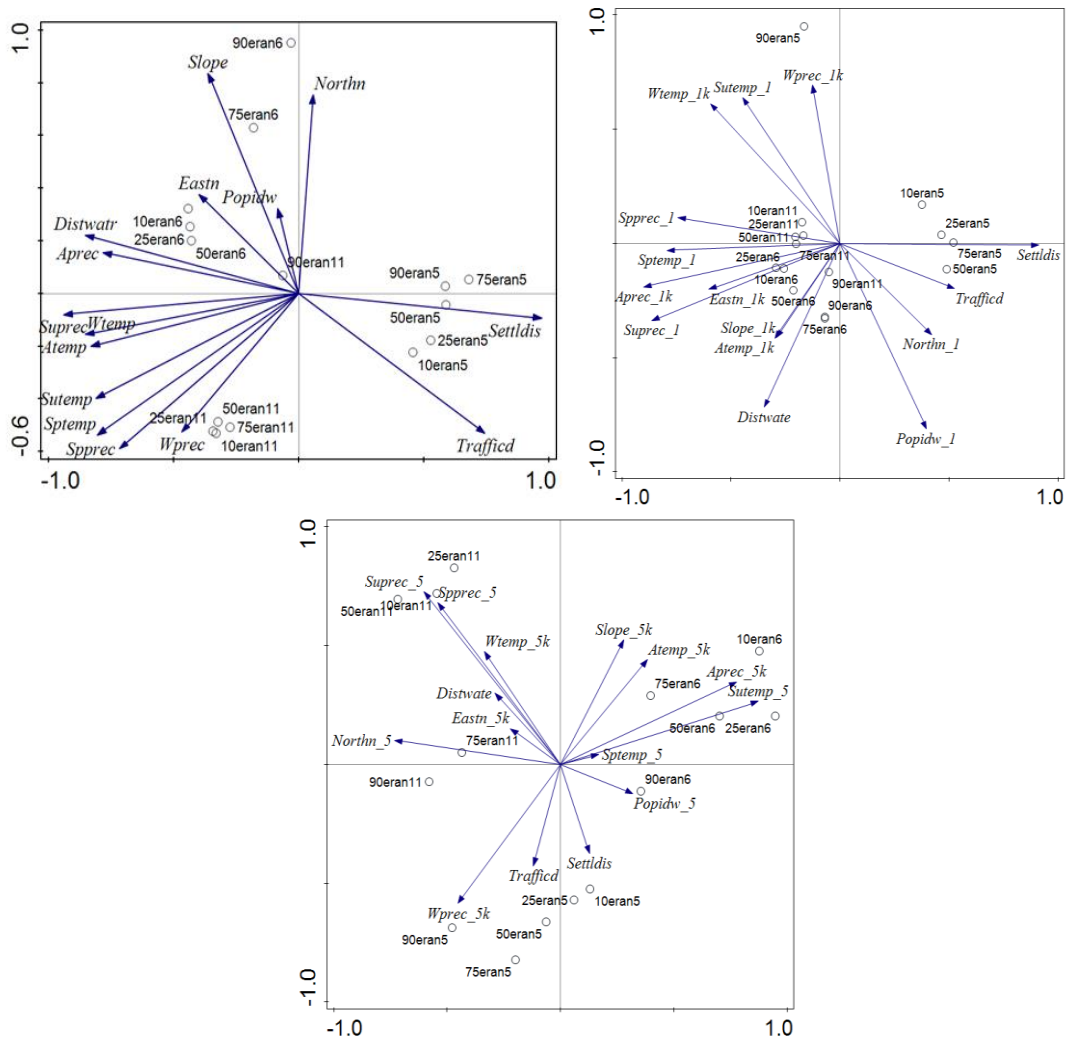 1.0
90eran6
Slope
Northn
75eran6
Eastn
Popidw
Distwatr
10eran6
25eran6
50eran6
Aprec
90eran11
90eran5
75eran5
Suprec
Wtemp
50eran5
Settldis
Atemp
25eran5
10eran5
Sutemp
50eran11
25eran11
Sptemp
75eran11
Spprec
Wprec
10eran11
Trafficd
-0.6
-1.0
1.0
1.0
90eran5
Wprec_1k
Sutemp_1
Wtemp_1k
10eran5
Spprec_1
10eran11
25eran11
25eran5
50eran11
Sptemp_1
25eran6
75eran11
75eran5
Settldis
50eran5
Aprec_1k
10eran6
90eran11
Eastn_1k
50eran6
90eran6
Trafficd
Suprec_1
Slope_1k
75eran6
Atemp_1k
Northn_1
Distwate
Popidw_1
-1.0
-1.0
1.0
1.0
25eran11
Suprec_5
Spprec_5
50eran11
10eran11
Slope_5k
10eran6
Wtemp_5k
Atemp_5k
Aprec_5k
75eran6
Sutemp_5
Distwate
Eastn_5k
50eran6
25eran6
Northn_5
75eran11
Sptemp_5
90eran11
90eran6
Popidw_5
Trafficd
Settldis
25eran5
10eran5
Wprec_5k
50eran5
90eran5
75eran5
-1.0
-1.0
1.0